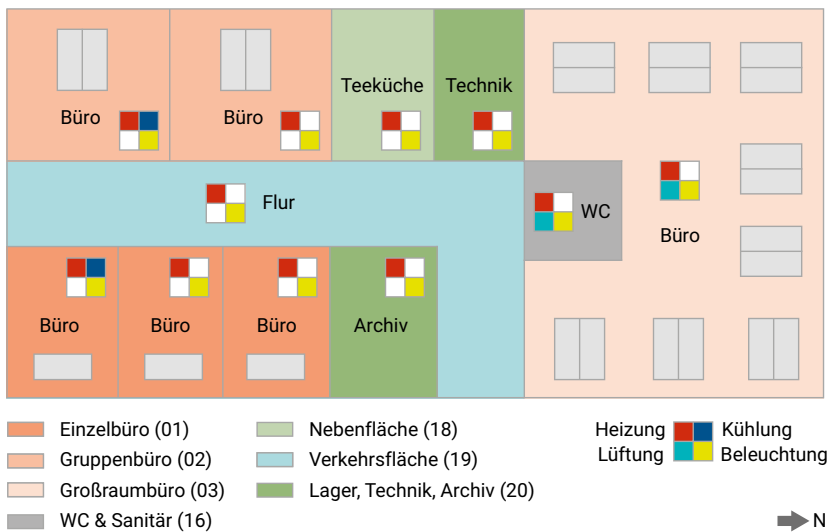 Büro
Büro
Teeküche
Technik
Flur
WC
Büro
Büro
Büro
Büro
Archiv
Einzelbüro (01)
Gruppenbüro (02)
Großraumbüro (03)
WC & Sanitär (16)
Nebenfläche (18)
Verkehrsfläche (19)
Lager, Technik, Archiv (20)
Heizung Kühlung
Lüftung Beleuchtung
N